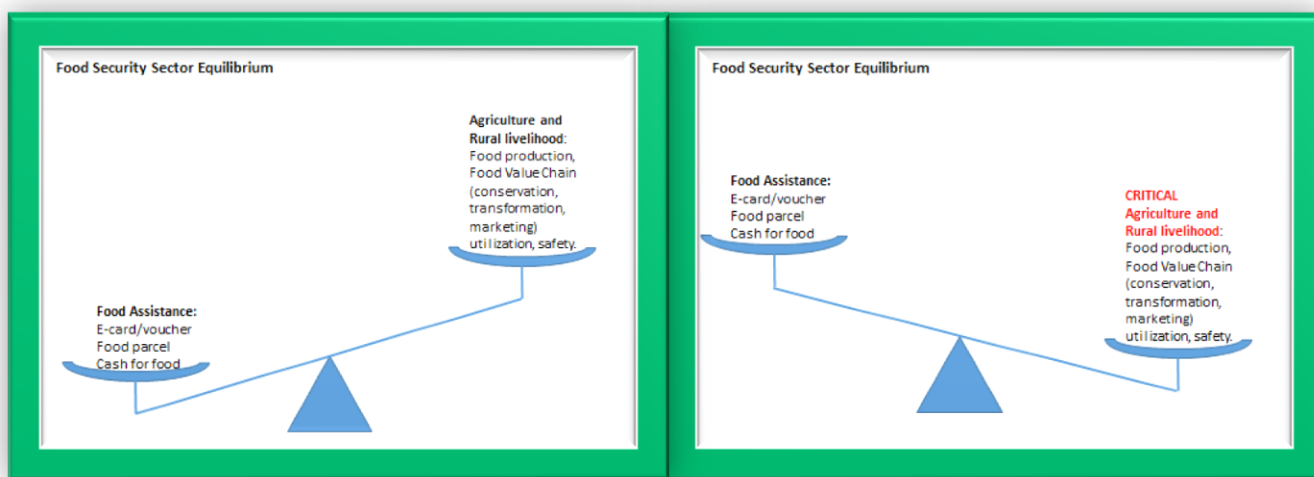 Food Security Sector Equilibrium
Agriculture and
Rural livelihood:
Food production,
Food Value Chain
(conservation,
transformation,
marketing)
utilization, safety.
Food Assistance:
E-card/voucher
Food parcel
Cash for food
Food Security Sector Equilibrium
Food Assistance:
E-card/voucher
Food parcel
Cash for food
CRITICAL
Agriculture and
Rural livelihood:
Food production,
Food Value Chain
(conservation,
transformation,
marketing)
utilization, safety.